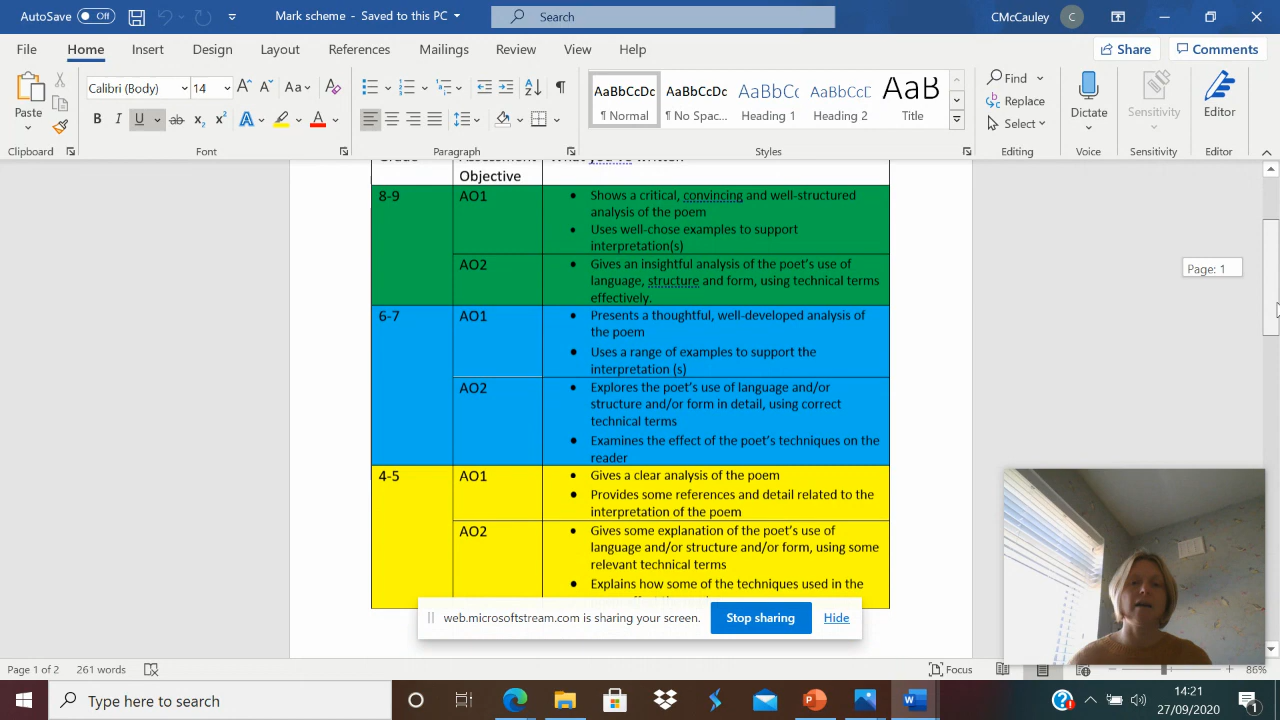 AutoSave Off Mark scheme - Saved to this PC Search CMcCauley C
File Home Insert Design Layout References Mailings Review View Help Share Comments
Calibri (Body) 14 Aa AaBbCcDc AaBbCcDc AaBbCc AaBbCcC AaB Find
Paste B I U ab x₂ x² A A ¶ Normal ¶ No Spac... Heading 1 Heading 2 Title Replace Select Dictate Sensitivity Editor
Clipboard Font Paragraph Styles Editing Voice Sensitivity Editor
Grade Assessment What you've written
Objective
8-9 AO1 • Shows a critical, convincing and well-structured
analysis of the poem
• Uses well-chose examples to support
interpretation(s)
AO2 • Gives an insightful analysis of the poet's use of
language, structure and form, using technical terms
effectively.
Page: 1
6-7 AO1 • Presents a thoughtful, well-developed analysis of
the poem
• Uses a range of examples to support the
interpretation (s)
AO2 • Explores the poet's use of language and/or
structure and/or form in detail, using correct
technical terms
• Examines the effect of the poet's techniques on the
reader
4-5 AO1 • Gives a clear analysis of the poem
• Provides some references and detail related to the
interpretation of the poem
AO2 • Gives some explanation of the poet's use of
language and/or structure and/or form, using some
relevant technical terms
• Explains how some of the techniques used in the
web.microsoftstream.com is sharing your screen. Stop sharing Hide
Page 1 of 2 261 words Focus 86%
Type here to search 14:21
27/09/2020